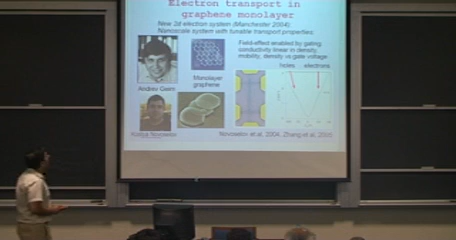 Electron transport in
graphene monolayer
New 2d electron system (Manchester 2004):
Nanoscale system with tunable transport properties;
Field-effect enabled by gating:
conductivity linear in density,
mobility, density vs gate voltage
holes electrons
Monolayer
graphene
Andrei Geim
Kostya Novoselov
Novoselov et al, 2004, Zhang et al, 2005